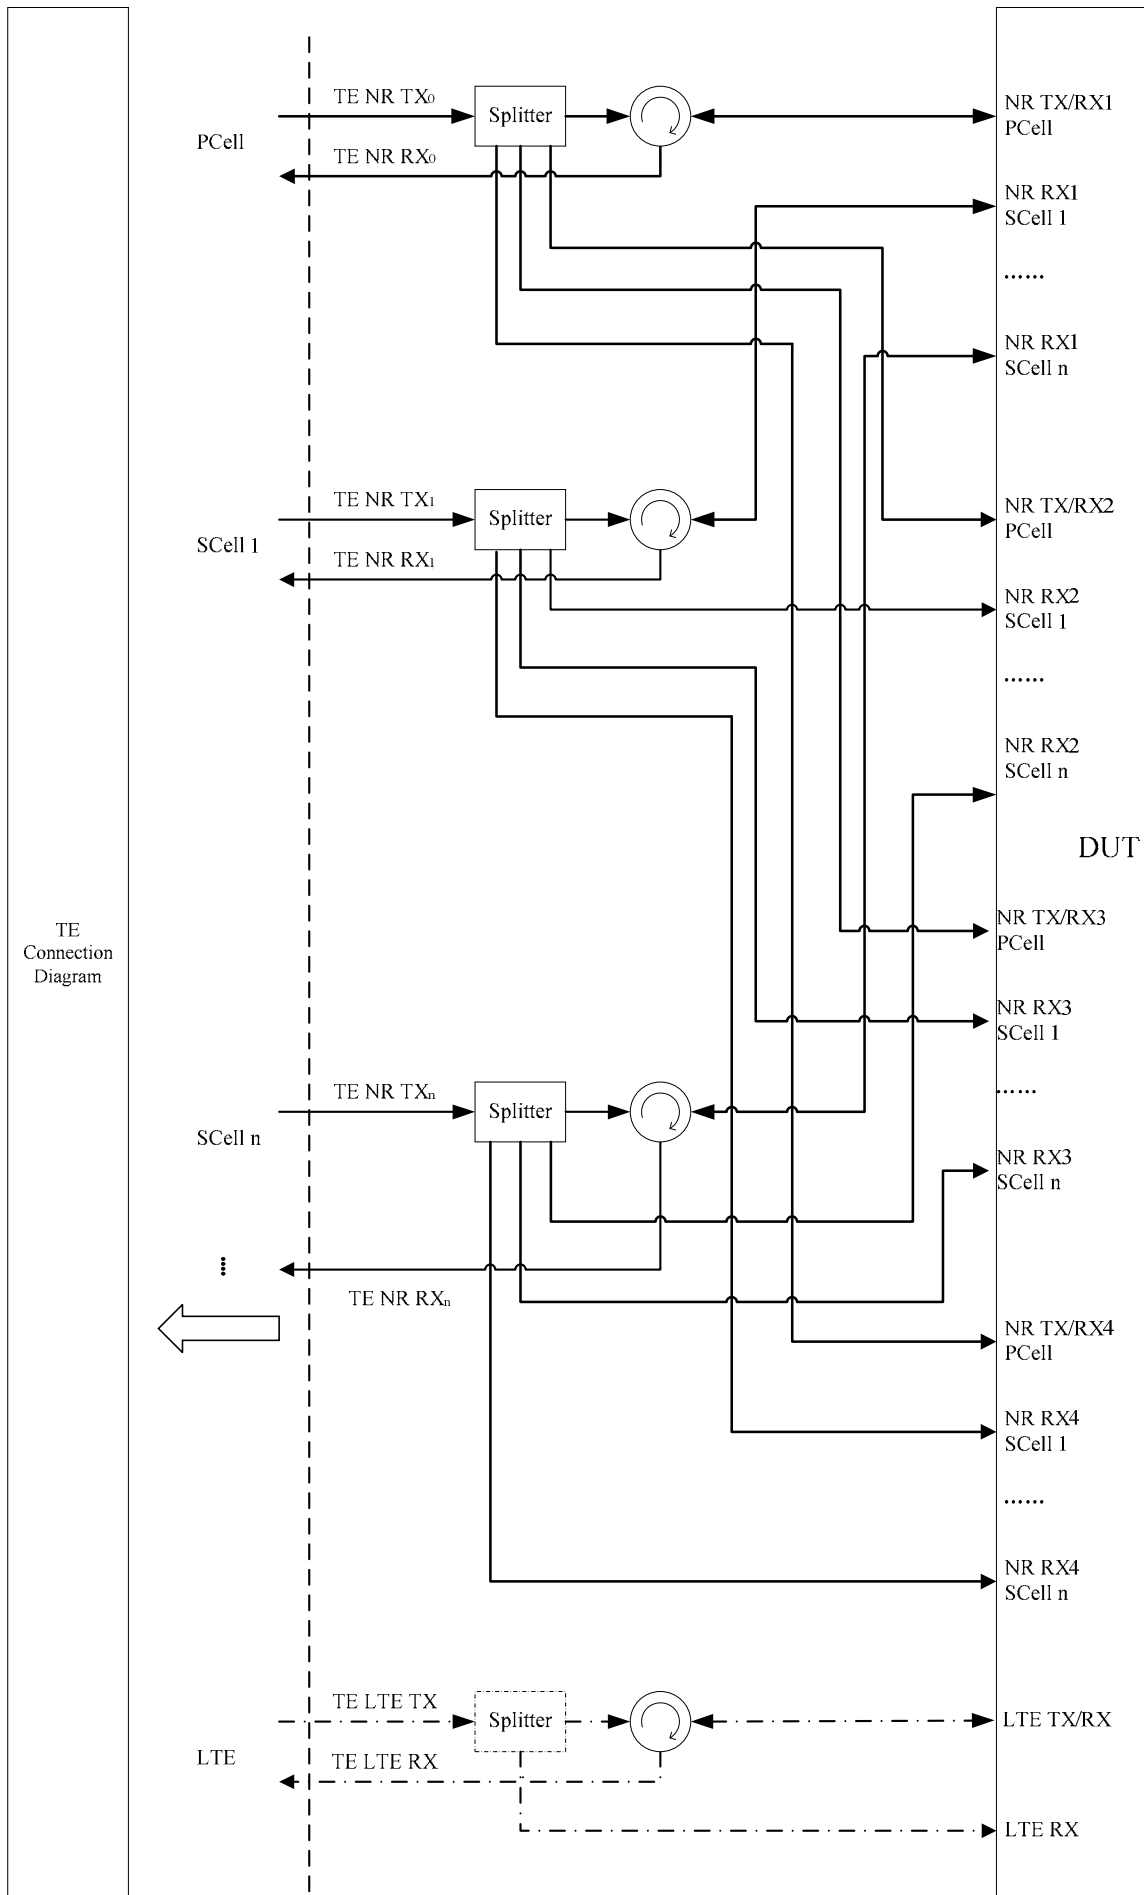 TE NR TX0
Splitter
NR TX/RX1
PCell
PCell
TE NR RX0
NR RX1
SCell 1
......
NR RX1
SCell n
TE NR TX1
Splitter
NR TX/RX2
PCell
SCell 1
TE NR RX1
NR RX2
SCell 1
......
NR RX2
SCell n
DUT
TE
Connection
Diagram
NR TX/RX3
PCell
NR RX3
SCell 1
......
TE NR TXn
Splitter
SCell n
NR RX3
SCell n
TE NR RXn
NR TX/RX4
PCell
NR RX4
SCell 1
......
NR RX4
SCell n
TE LTE TX
Splitter
LTE TX/RX
LTE
TE LTE RX
LTE RX